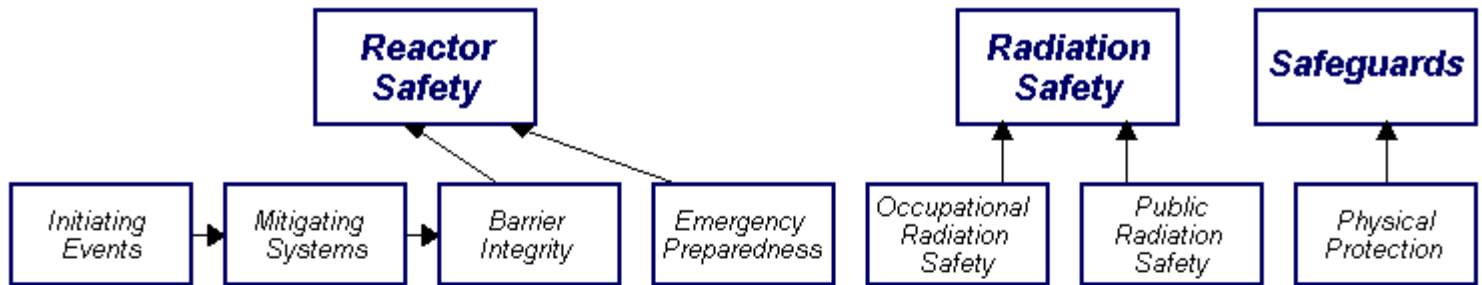 Reactor
Safety
Radiation
Safety
Safeguards
Initiating
Events
Mitigating
Systems
Barrier
Integrity
Emergency
Preparedness
Occupational
Radiation
Safety
Public
Radiation
Safety
Physical
Protection